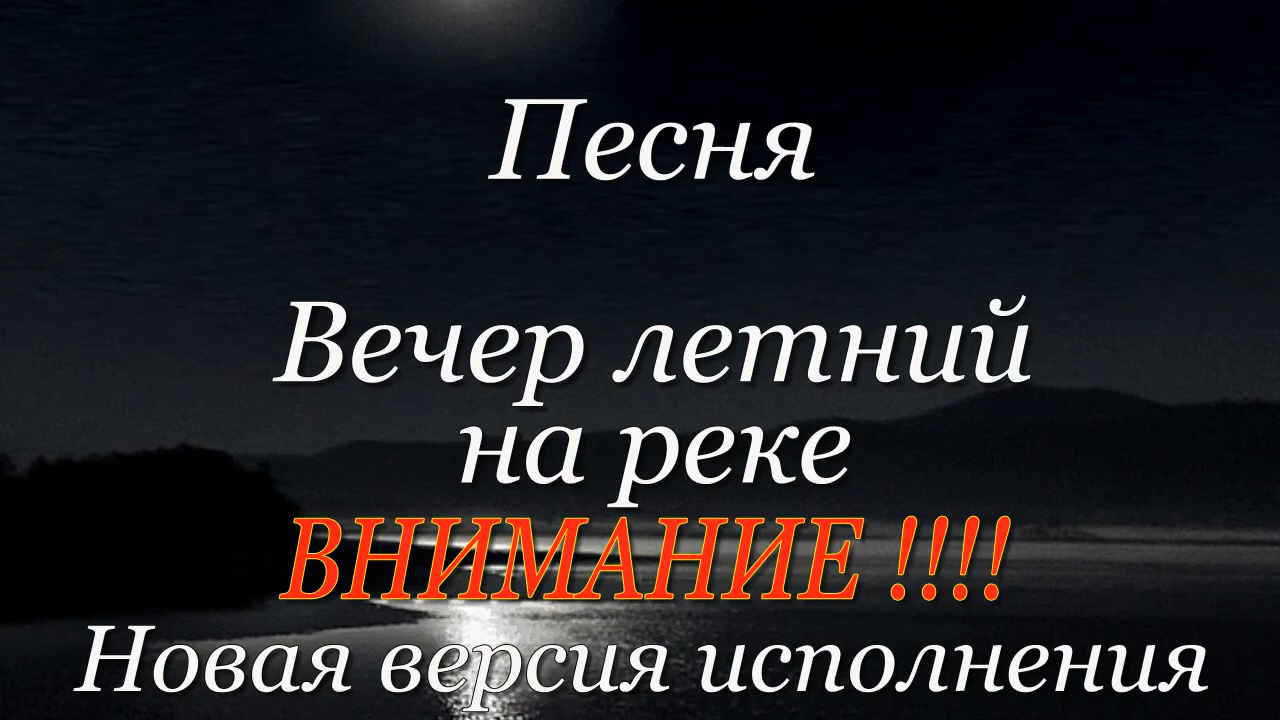 Песня
Вечер летний
на реке
ВНИМАНИЕ !!!!
Новая версия исполнения